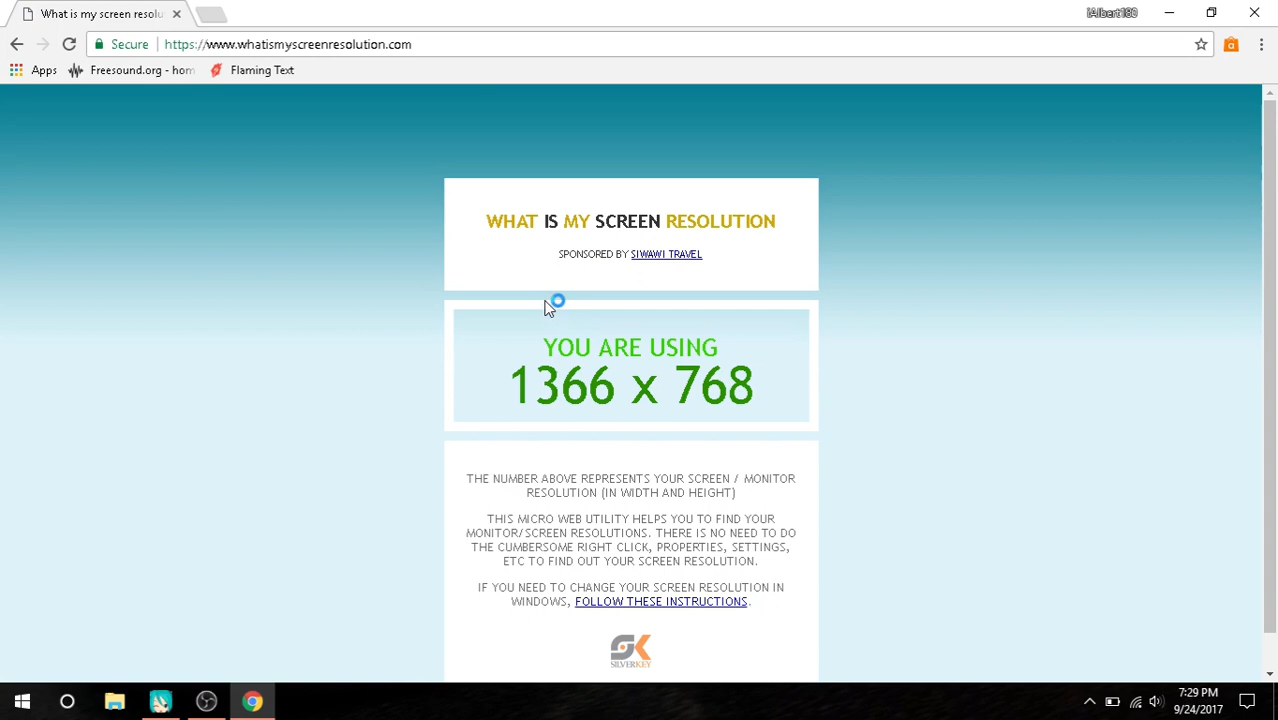 What is my screen resolu
iAlbert180
Secure
https://www.whatismyscreenresolution.com
Apps
Freesound.org - hom
Flaming Text
WHAT IS MY SCREEN RESOLUTION
SPONSORED BY SIWAWI TRAVEL
YOU ARE USING
1366 x 768
THE NUMBER ABOVE REPRESENTS YOUR SCREEN / MONITOR
RESOLUTION (IN WIDTH AND HEIGHT)
THIS MICRO WEB UTILITY HELPS YOU TO FIND YOUR
MONITOR/SCREEN RESOLUTIONS. THERE IS NO NEED TO DO
THE CUMBERSOME RIGHT CLICK, PROPERTIES, SETTINGS,
ETC TO FIND OUT YOUR SCREEN RESOLUTION.
IF YOU NEED TO CHANGE YOUR SCREEN RESOLUTION IN
WINDOWS, FOLLOW THESE INSTRUCTIONS.
SILVERKEY
7:29 PM
9/24/2017